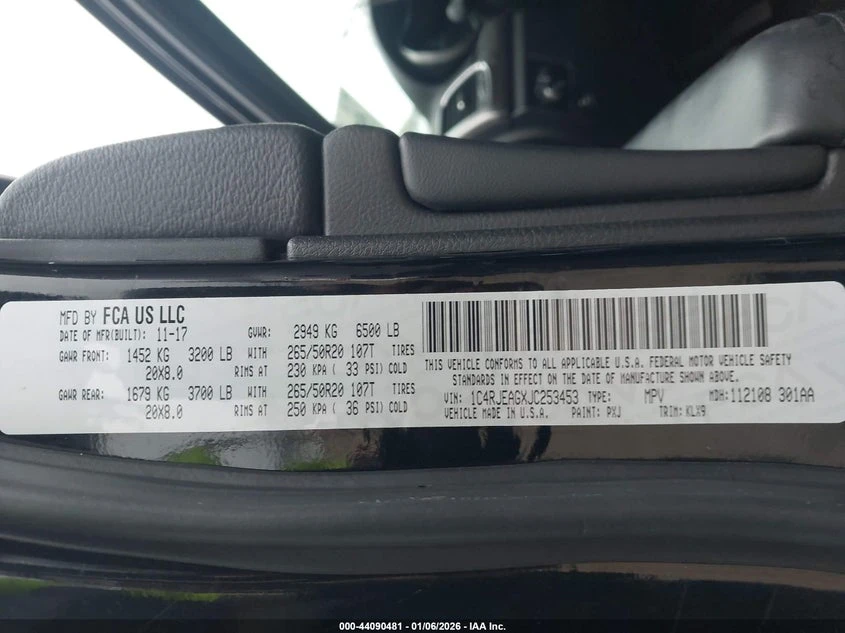 MFD BY FCA US LLC
DATE OF MFR(BUILT): 11-17 GVWR: 2949 KG 6500 LB
GAWR FRONT: 1452 KG 3200 LB WITH 265/50R20 107T TIRES
20X8.0 RIMS AT 230 KPA ( 33 PSI) COLD
GAWR REAR: 1679 KG 3700 LB WITH 265/50R20 107T TIRES
20X8.0 RIMS AT 250 KPA ( 36 PSI) COLD
THIS VEHICLE CONFORMS TO ALL APPLICABLE U.S.A. FEDERAL MOTOR VEHICLE SAFETY
STANDARDS IN EFFECT ON THE DATE OF MANUFACTURE SHOWN ABOVE.
VIN: 1C4RJEAGXJC253453 TYPE: MPV MDH: 112108 301AA
VEHICLE MADE IN U.S.A. PAINT: PXJ TRIM: KLX9
000-44090481 - 01/06/2026 - IAA Inc.